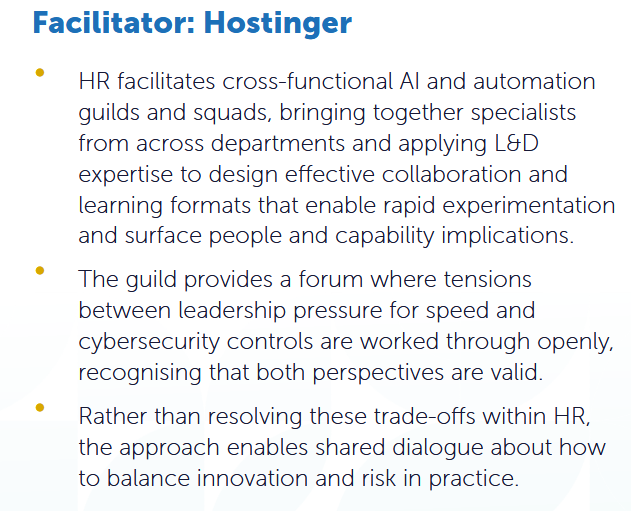 Facilitator: Hostinger
• HR facilitates cross-functional AI and automation
guilds and squads, bringing together specialists
from across departments and applying L&D
expertise to design effective collaboration and
learning formats that enable rapid experimentation
and surface people and capability implications.
• The guild provides a forum where tensions
between leadership pressure for speed and
cybersecurity controls are worked through openly,
recognising that both perspectives are valid.
• Rather than resolving these trade-offs within HR,
the approach enables shared dialogue about how
to balance innovation and risk in practice.